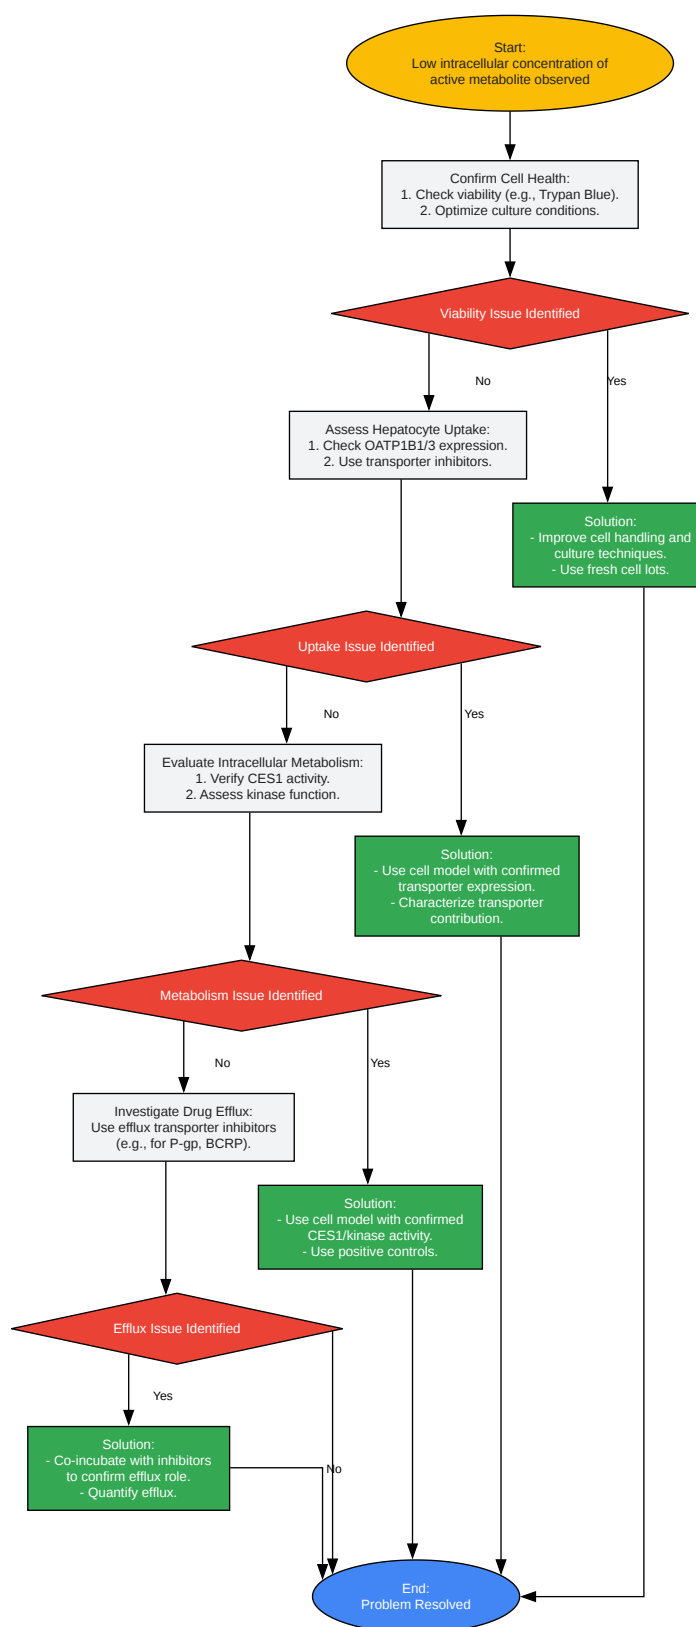 Start:
Low intracellular concentration of
active metabolite observed
Confirm Cell Health:
1. Check viability (e.g., Trypan Blue).
2. Optimize culture conditions.
Viability Issue Identified
No
Yes
Assess Hepatocyte Uptake:
1. Check OATP1B1/3 expression.
2. Use transporter inhibitors.
Solution:
- Improve cell handling and
culture techniques.
- Use fresh cell lots.
Uptake Issue Identified
No
Yes
Evaluate Intracellular Metabolism:
1. Verify CES1 activity.
2. Assess kinase function.
Solution:
- Use cell model with confirmed
transporter expression.
- Characterize transporter
contribution.
Metabolism Issue Identified
No
Yes
Investigate Drug Efflux:
Use efflux transporter inhibitors
(e.g., for P-gp, BCRP).
Solution:
- Use cell model with confirmed
CES1/kinase activity.
- Use positive controls.
Efflux Issue Identified
Yes
Solution:
- Co-incubate with inhibitors
to confirm efflux role.
- Quantify efflux.
No
End:
Problem Resolved